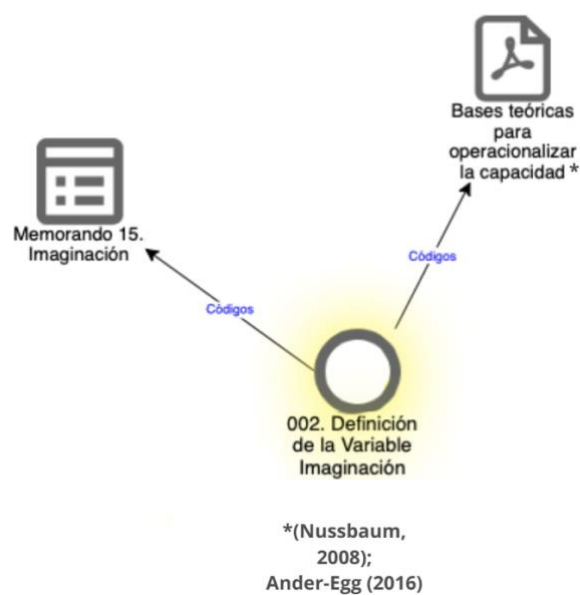 Bases teóricas
para
operacionalizar
la capacidad *
Memorando 15.
Imaginación
Códigos
Códigos
002. Definición
de la Variable
Imaginación
*(Nussbaum,
2008);
Ander-Egg (2016)